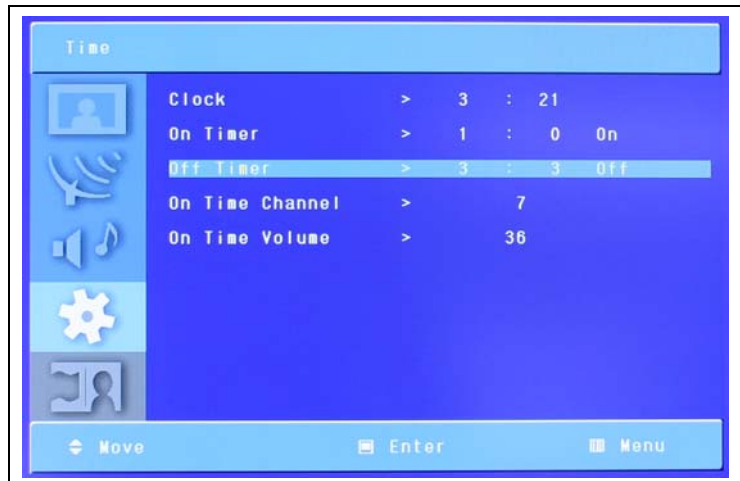 Time
Clock > 3 : 21
On Timer > 1 : 0 On
Off Timer > 3 : 3 Off
On Time Channel > 7
On Time Volume > 36
Move Enter Menu